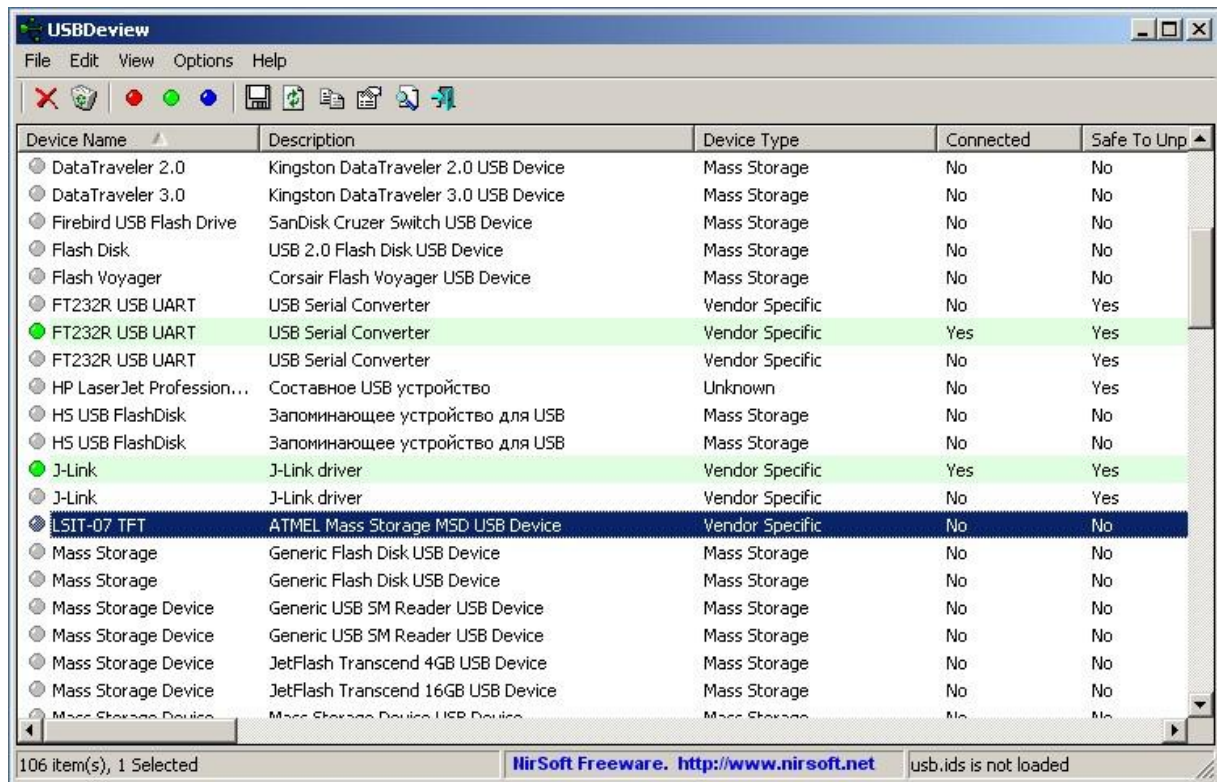 USBDeview
File Edit View Options Help
Device Name Description Device Type Connected Safe To Unp
DataTraveler 2.0 Kingston DataTraveler 2.0 USB Device Mass Storage No No
DataTraveler 3.0 Kingston DataTraveler 3.0 USB Device Mass Storage No No
Firebird USB Flash Drive SanDisk Cruzer Switch USB Device Mass Storage No No
Flash Disk USB 2.0 Flash Disk USB Device Mass Storage No No
Flash Voyager Corsair Flash Voyager USB Device Mass Storage No No
FT232R USB UART USB Serial Converter Vendor Specific No Yes
FT232R USB UART USB Serial Converter Vendor Specific Yes Yes
FT232R USB UART USB Serial Converter Vendor Specific No Yes
HP LaserJet Profession... Составное USB устройство Unknown No Yes
HS USB FlashDisk Запоминающее устройство для USB Mass Storage No No
HS USB FlashDisk Запоминающее устройство для USB Mass Storage No No
J-Link J-Link driver Vendor Specific Yes Yes
J-Link J-Link driver Vendor Specific No Yes
LSIT-07 TFT ATMEL Mass Storage MSD USB Device Vendor Specific No No
Mass Storage Generic Flash Disk USB Device Mass Storage No No
Mass Storage Generic Flash Disk USB Device Mass Storage No No
Mass Storage Device Generic USB SM Reader USB Device Mass Storage No No
Mass Storage Device Generic USB SM Reader USB Device Mass Storage No No
Mass Storage Device JetFlash Transcend 4GB USB Device Mass Storage No No
Mass Storage Device JetFlash Transcend 16GB USB Device Mass Storage No No
Mass Storage Device Mass Storage Device USB Device Mass Storage No No
106 item(s), 1 Selected NirSoft Freeware. http://www.nirsoft.net usb.ids is not loaded